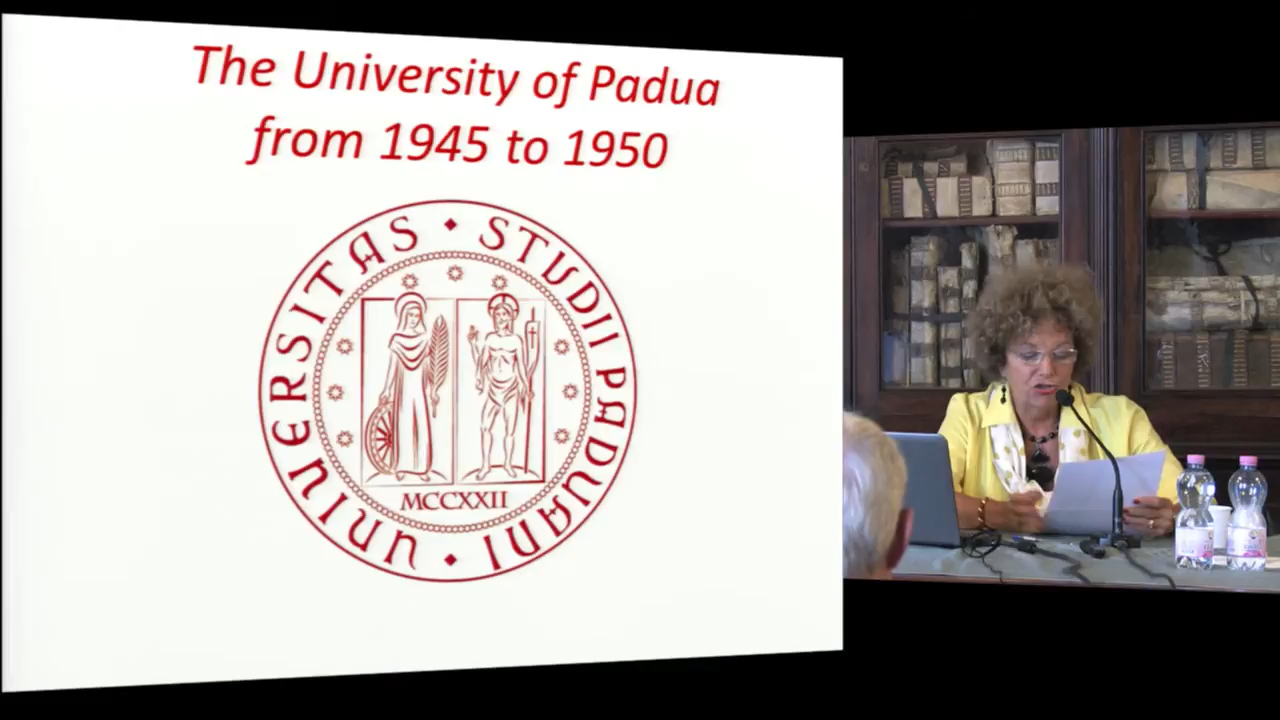 The University of Padua
from 1945 to 1950
UNIVERSITAS • STUDII PADUANI •
MCCXXII